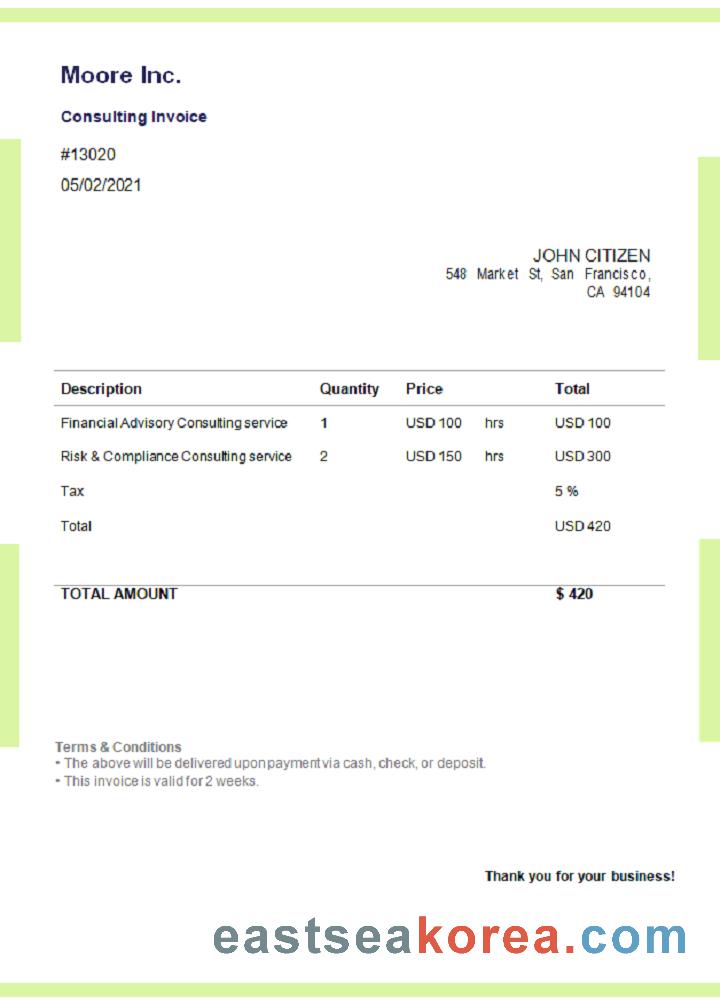 Moore Inc.
Consulting Invoice
#13020
05/02/2021
JOHN CITIZEN
548 Market St, San Francisco,
CA 94104
Description Quantity Price Total
Financial Advisory Consulting service 1 USD 100 hrs USD 100
Risk & Compliance Consulting service 2 USD 150 hrs USD 300
Tax 5 %
Total USD 420
TOTAL AMOUNT $ 420
Terms & Conditions
• The above will be delivered upon payment via cash, check, or deposit.
• This invoice is valid for 2 weeks.
Thank you for your business!
eastseakorea.com